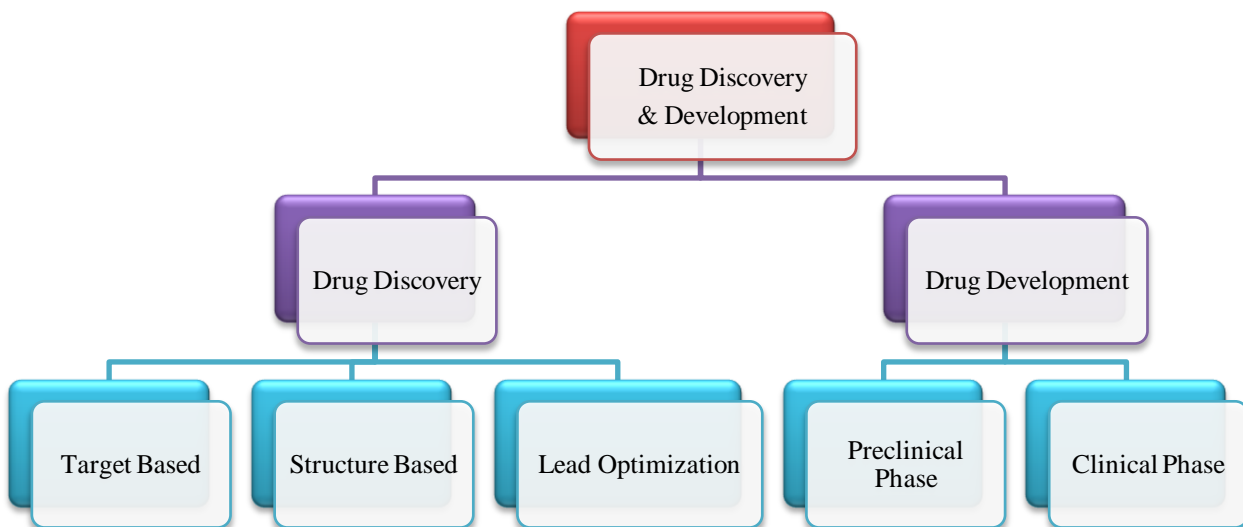 Drug Discovery
& Development
Drug Discovery
Drug Development
Target Based
Structure Based
Lead Optimization
Preclinical
Phase
Clinical Phase